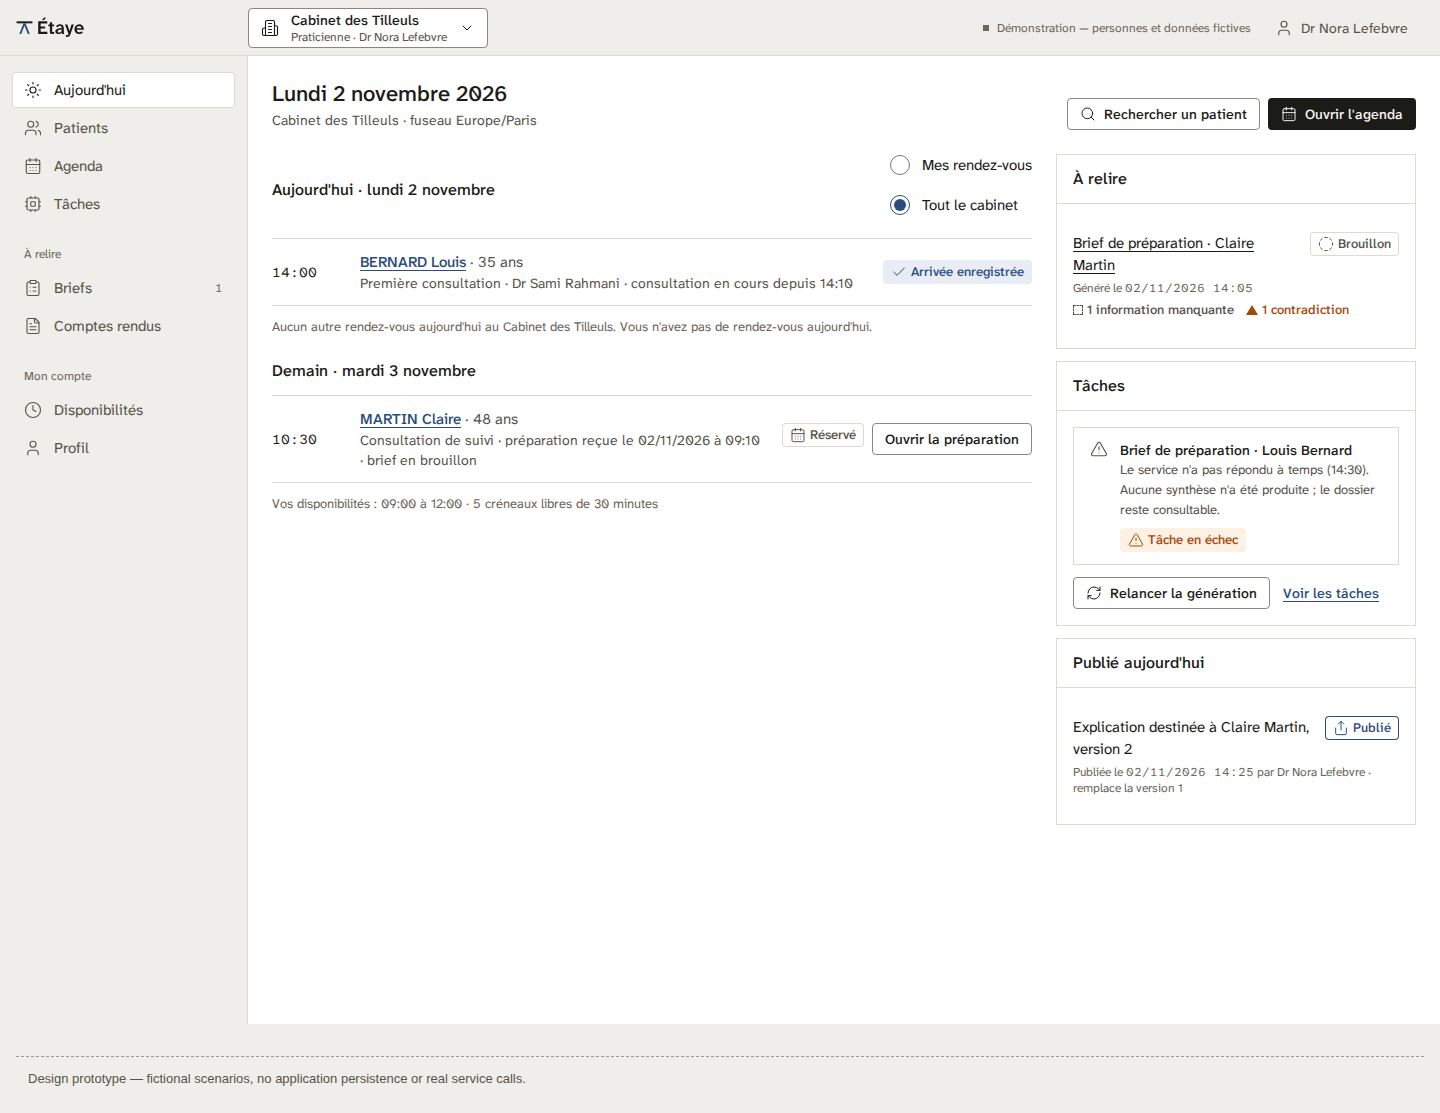 Étaye
Cabinet des Tilleuls
Praticienne · Dr Nora Lefebvre
Démonstration — personnes et données fictives
Dr Nora Lefebvre
Aujourd'hui
Patients
Agenda
Tâches
À relire
Briefs 1
Comptes rendus
Mon compte
Disponibilités
Profil
Lundi 2 novembre 2026
Cabinet des Tilleuls · fuseau Europe/Paris
Rechercher un patient
Ouvrir l'agenda
Aujourd'hui · lundi 2 novembre
Mes rendez-vous
Tout le cabinet
14:00
BERNARD Louis · 35 ans
Première consultation · Dr Sami Rahmani · consultation en cours depuis 14:10
Arrivée enregistrée
Aucun autre rendez-vous aujourd'hui au Cabinet des Tilleuls. Vous n'avez pas de rendez-vous aujourd'hui.
Demain · mardi 3 novembre
10:30
MARTIN Claire · 48 ans
Consultation de suivi · préparation reçue le 02/11/2026 à 09:10
· brief en brouillon
Réservé
Ouvrir la préparation
Vos disponibilités : 09:00 à 12:00 · 5 créneaux libres de 30 minutes
À relire
Brief de préparation · Claire
Martin
Brouillon
Généré le 02/11/2026 14:05
1 information manquante
1 contradiction
Tâches
Brief de préparation · Louis Bernard
Le service n'a pas répondu à temps (14:30).
Aucune synthèse n'a été produite ; le dossier
reste consultable.
Tâche en échec
Relancer la génération
Voir les tâches
Publié aujourd'hui
Explication destinée à Claire Martin,
version 2
Publié
Publiée le 02/11/2026 14:25 par Dr Nora Lefebvre ·
remplace la version 1
Design prototype — fictional scenarios, no application persistence or real service calls.